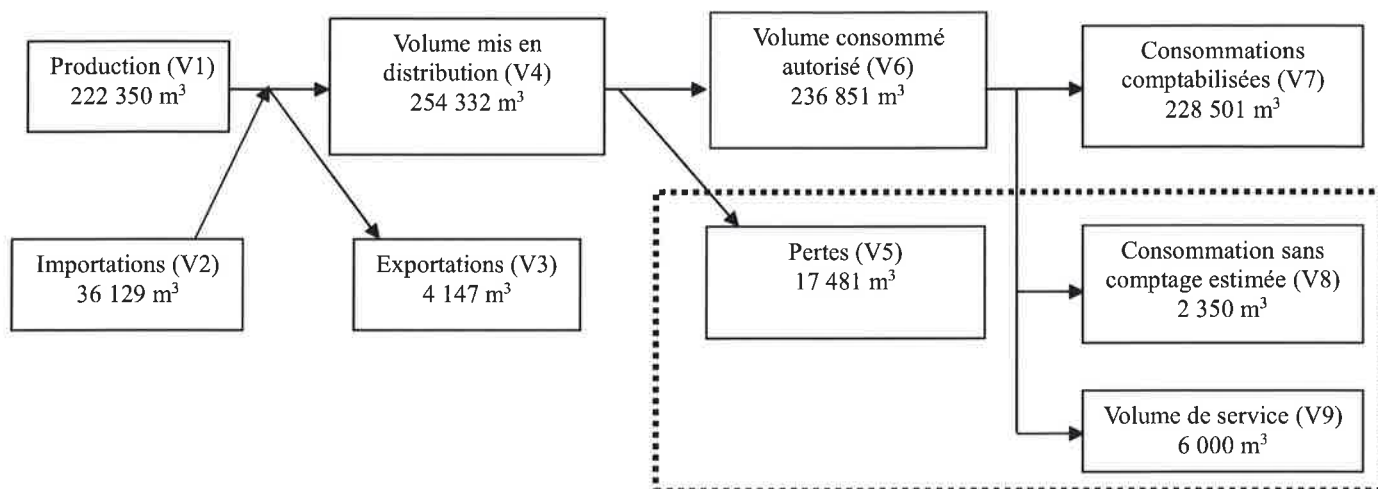 Production (V1)
222 350 m³
Volume mis en
distribution (V4)
254 332 m³
Volume consommé
autorisé (V6)
236 851 m³
Consommations
comptabilisées (V7)
228 501 m³
Importations (V2)
36 129 m³
Exportations (V3)
4 147 m³
Pertes (V5)
17 481 m³
Consommation sans
comptage estimée (V8)
2 350 m³
Volume de service (V9)
6 000 m³